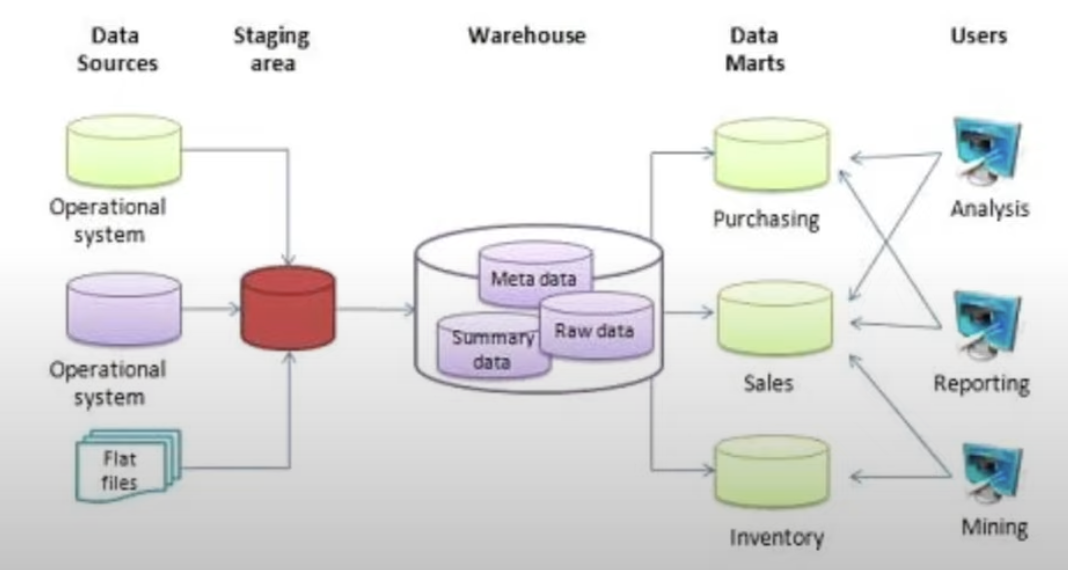 Data
Sources
Staging
area
Warehouse
Data
Marts
Users
Operational
system
Operational
system
Flat
files
Meta data
Summary
data
Raw data
Purchasing
Sales
Inventory
Analysis
Reporting
Mining